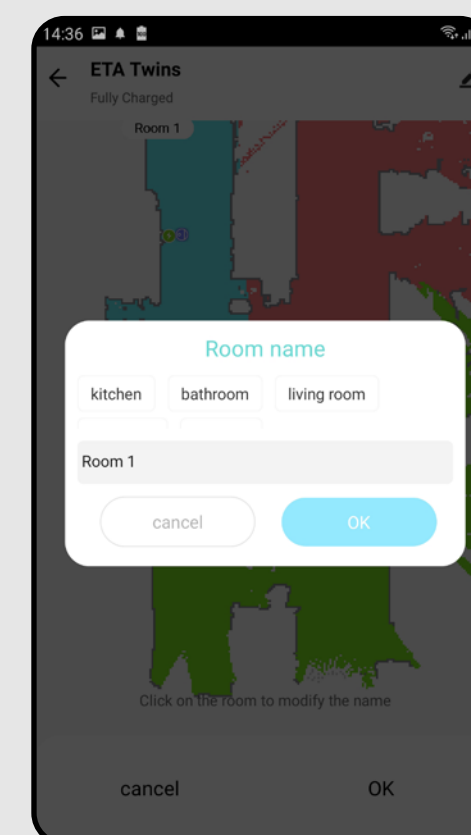 14:36
ETA Twins
Fully Charged
Room 1
Room name
kitchen bathroom living room
Room 1
cancel OK
Click on the room to modify the name
cancel OK